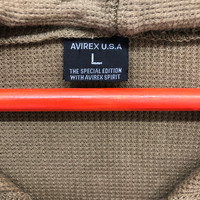 AVIREX U.S.A
L
THE SPECIAL EDITION
WITH AVIREX SPIRIT